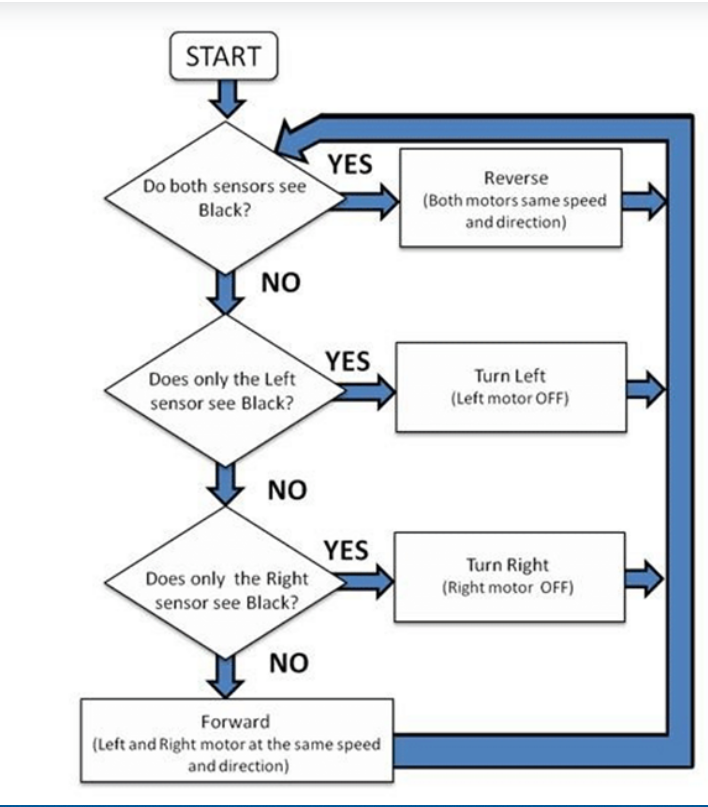 START
Do both sensors see
Black?
YES
Reverse
(Both motors same speed
and direction)
NO
Does only the Left
sensor see Black?
YES
Turn Left
(Left motor OFF)
NO
Does only the Right
sensor see Black?
YES
Turn Right
(Right motor OFF)
NO
Forward
(Left and Right motor at the same speed
and direction)